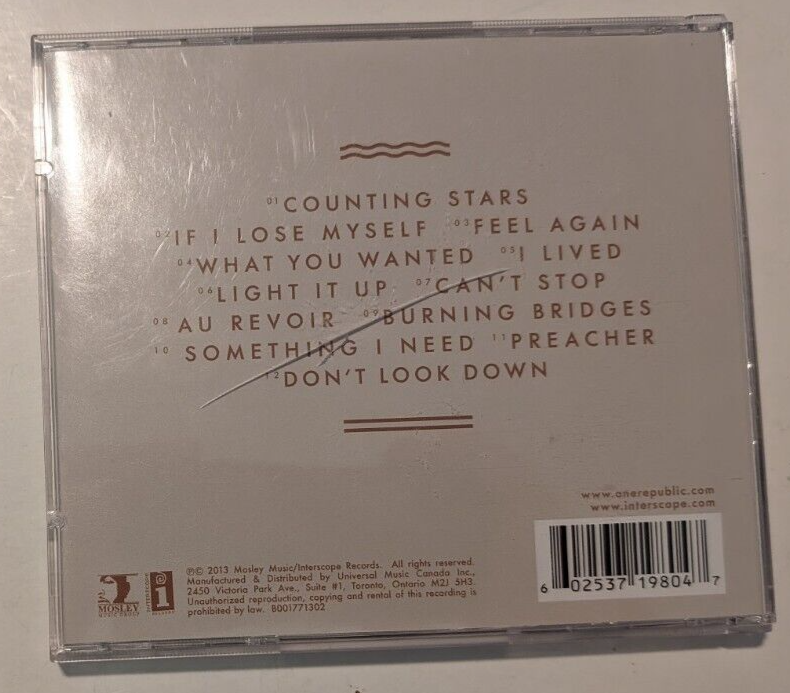 01 COUNTING STARS
02 IF I LOSE MYSELF 03 FEEL AGAIN
04 WHAT YOU WANTED 05 I LIVED
06 LIGHT IT UP 07 CAN'T STOP
08 AU REVOIR 09 BURNING BRIDGES
10 SOMETHING I NEED 11 PREACHER
12 DON'T LOOK DOWN
www.onerepublic.com
www.interscope.com
℗© 2013 Mosley Music/Interscope Records. All rights reserved.
Manufactured & Distributed by Universal Music Canada Inc.,
2450 Victoria Park Ave., Suite #1, Toronto, Ontario M2J 5H3.
Unauthorized reproduction, copying and rental of this recording is
prohibited by law. B001771302
MOSLEY
MUSIC GROUP
INTERSCOPE
RECORDS
6 02537 19804 7